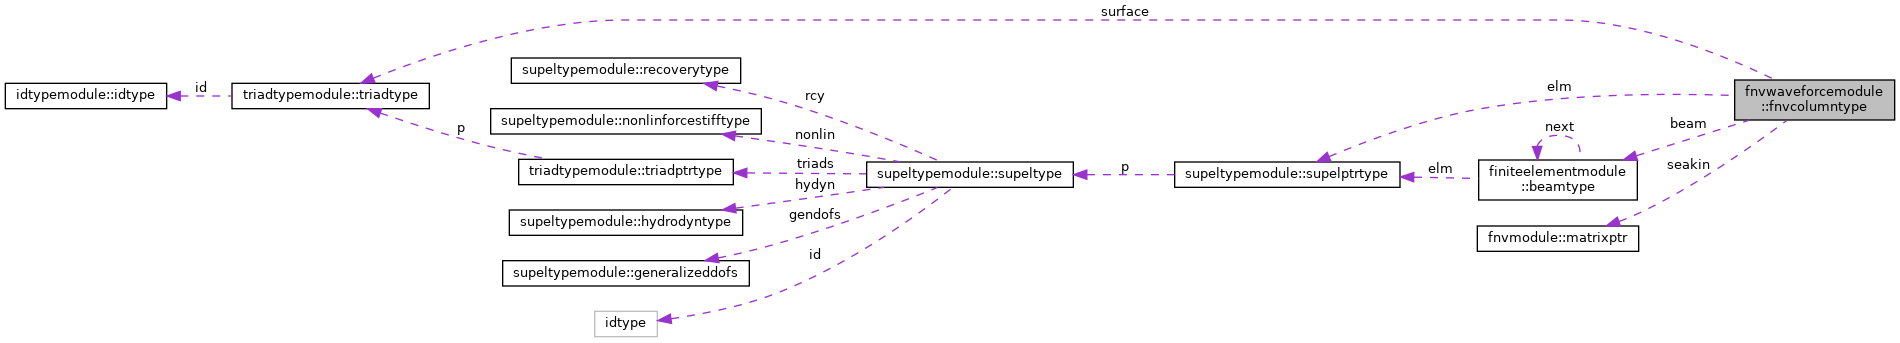 surface
supeltypemodule::recoverytype
id
idtypemodule::idtype
triadtypemodule::triadtype
rcy
elm
fnvwaveforcemodule
::fnvcolumntype
supeltypemodule::nonlinforcestifftype
p
nonlin
next
beam
triads
triadtypemodule::triadptrtype
supeltypemodule::supeltype
p
supeltypemodule::supelptrtype
elm
finiteelementmodule
::beamtype
seakin
hydyn
supeltypemodule::hydrodyntype
gendofs
fnvmodule::matrixptr
id
supeltypemodule::generalizeddofs
idtype